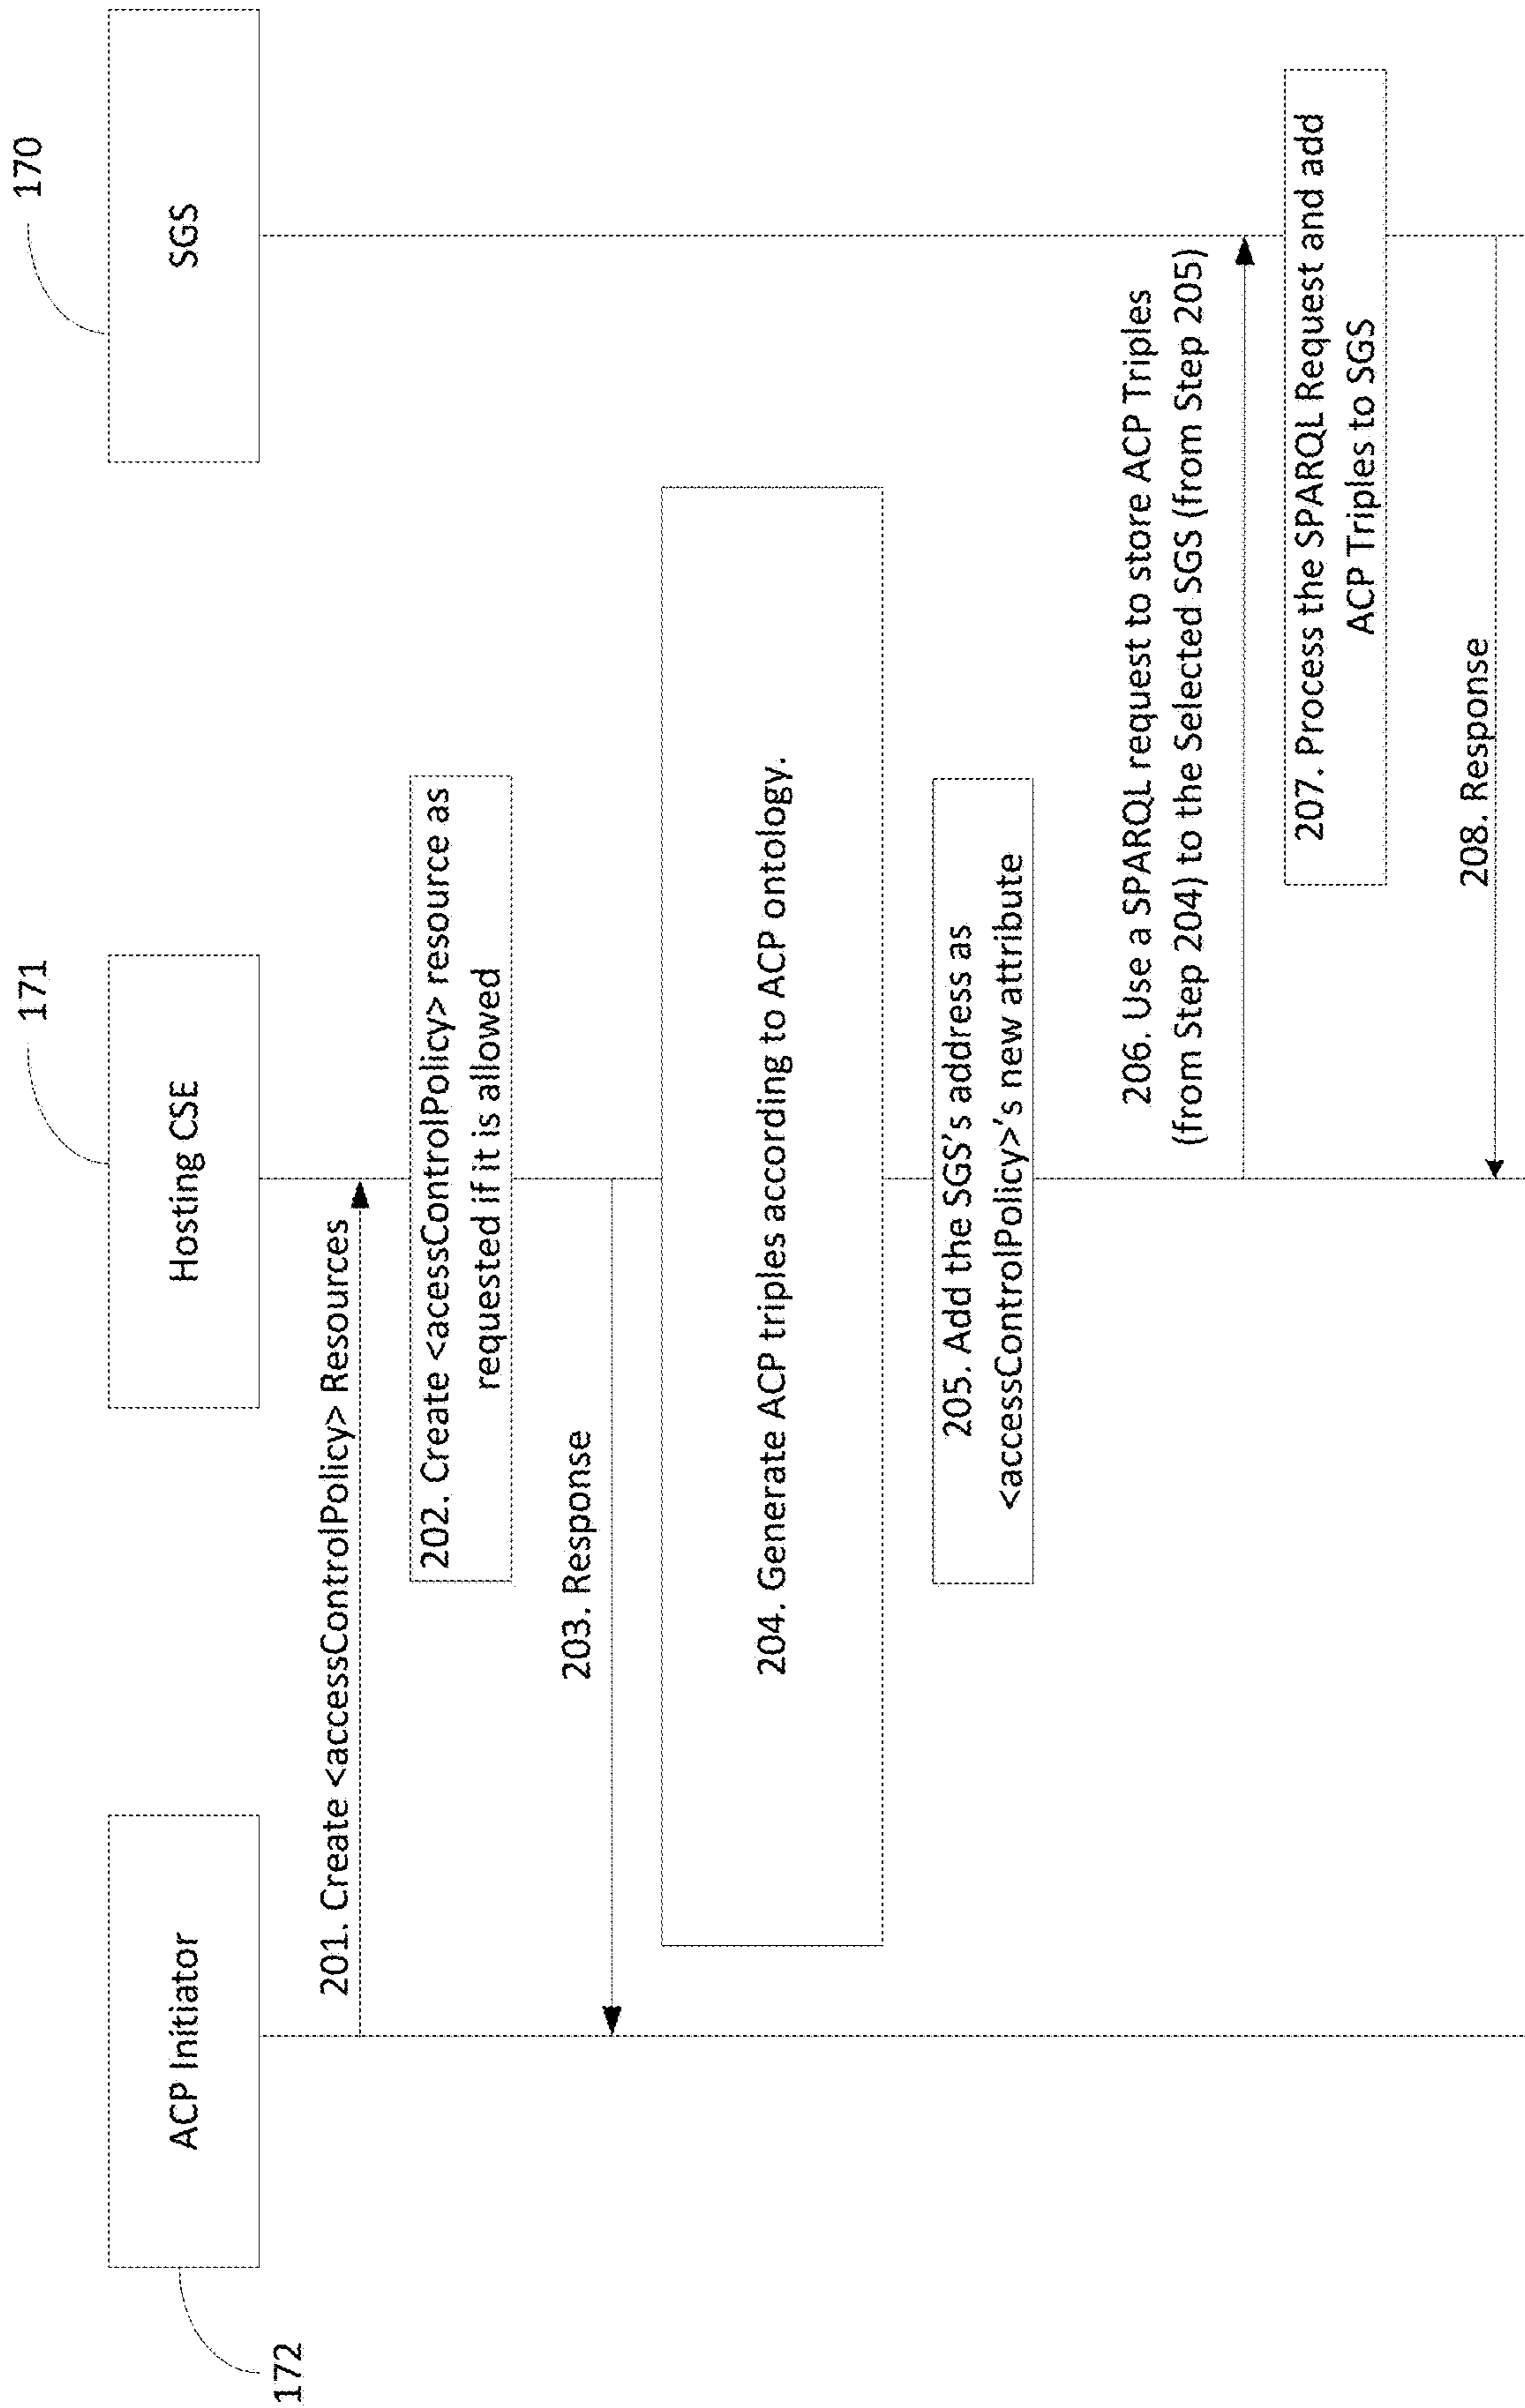 172
ACP Initiator
171
Hosting CSE
170
SGS
201. Create <accessControlPolicy> Resources
202. Create <acessControlPolicy> resource as
requested if it is allowed
203. Response
204. Generate ACP triples according to ACP ontology.
205. Add the SGS's address as
<accessControlPolicy>'s new attribute
206. Use a SPARQL request to store ACP Triples
(from Step 204) to the Selected SGS (from Step 205)
207. Process the SPARQL Request and add
ACP Triples to SGS
208. Response